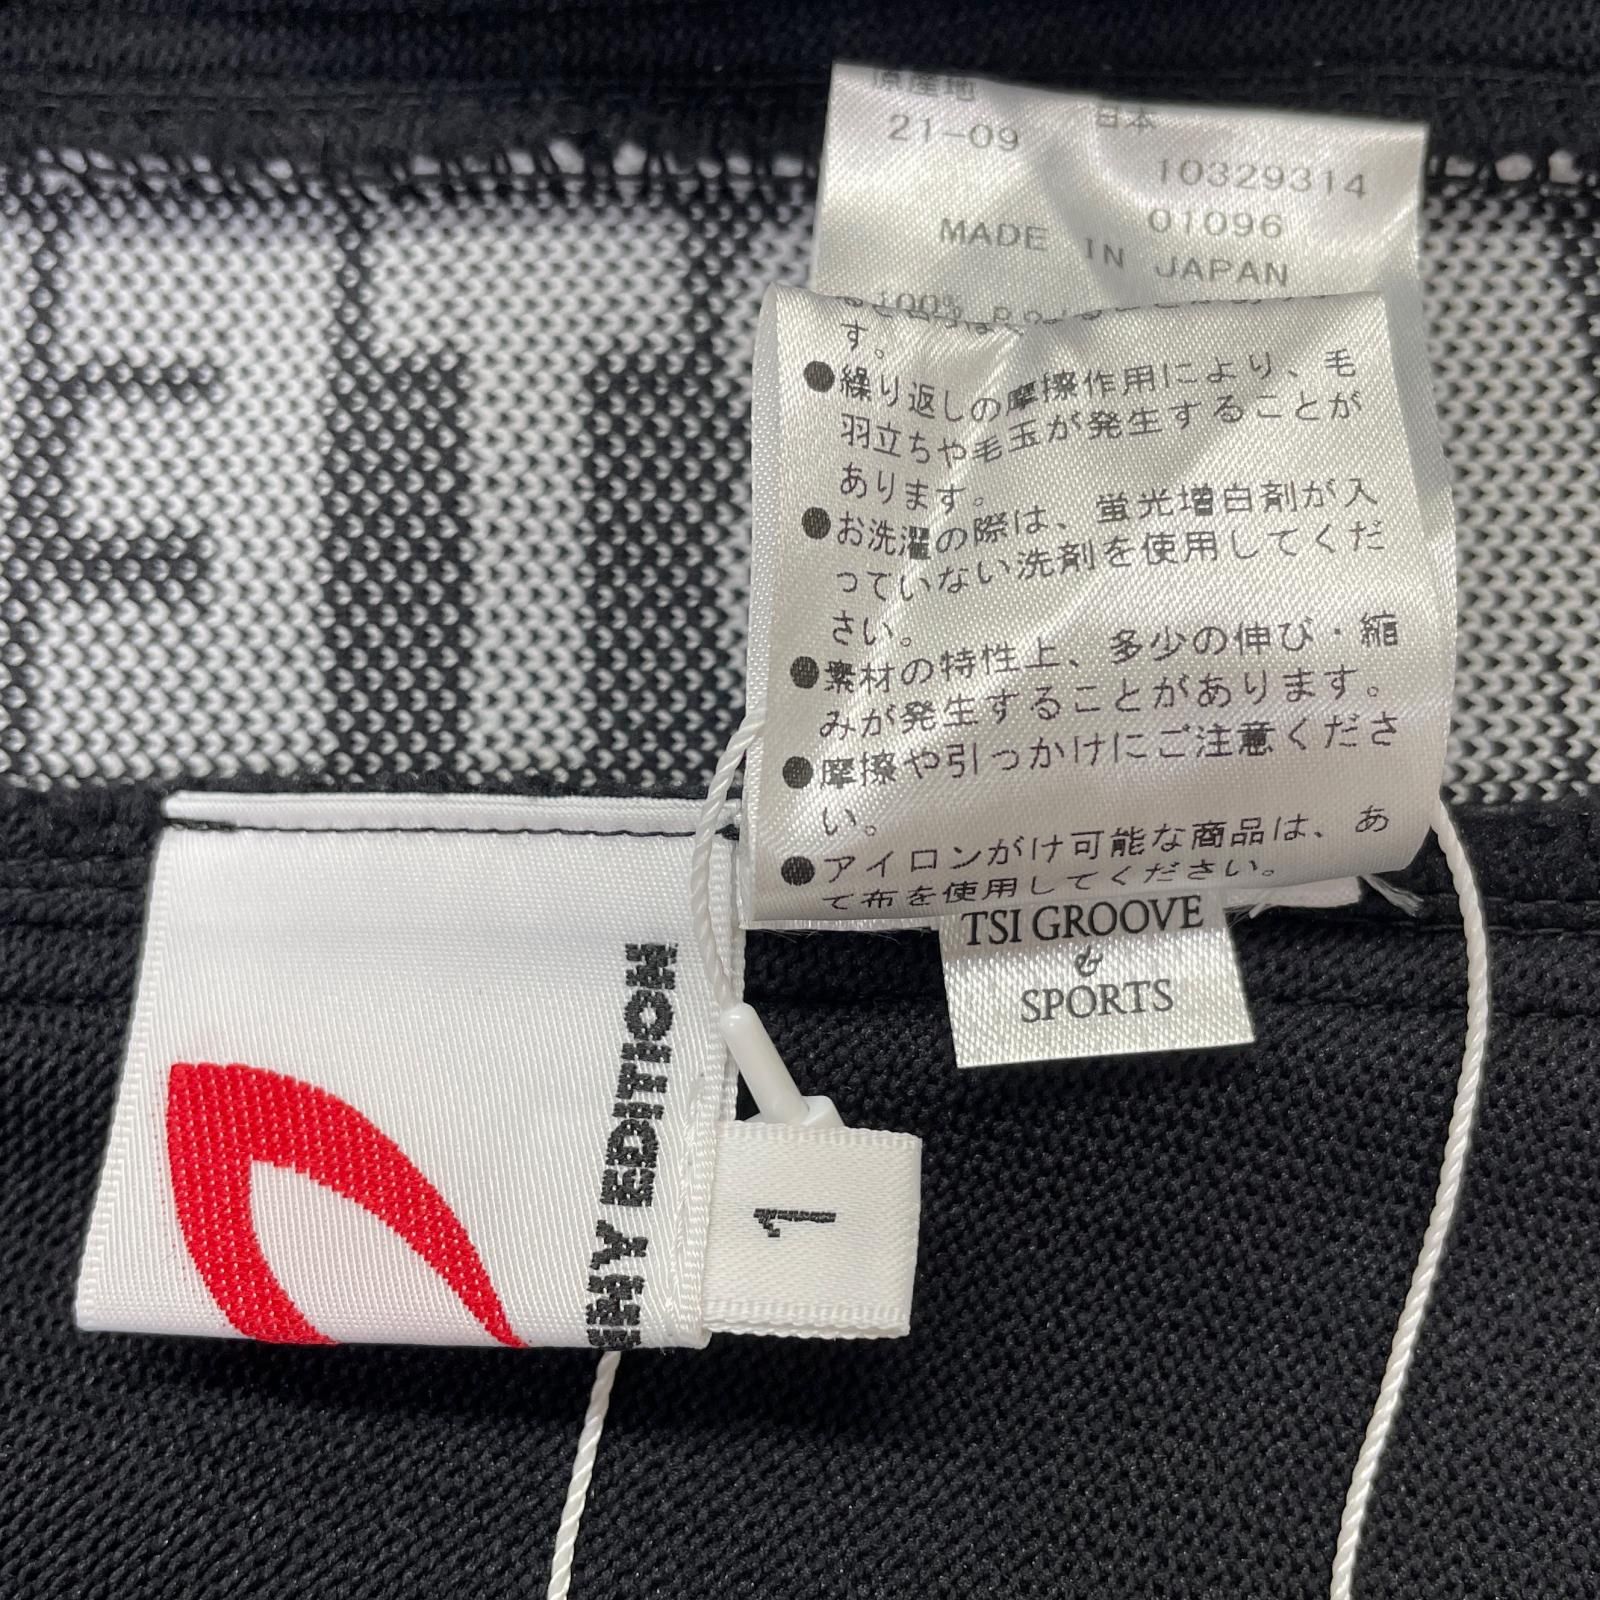 原産地
日本
21-09
10329314
01096
MADE IN JAPAN
100%
す。
●繰り返しの摩擦作用により、毛
羽立ちや毛玉が発生することが
あります。
●お洗濯の際は、蛍光増白剤が入
っていない洗剤を使用してくだ
さい。
●素材の特性上、多少の伸び・縮
みが発生することがあります。
●摩擦や引っかけにご注意くださ
い。
●アイロンがけ可能な商品は、あ
て布を使用してください。
TSI GROOVE
&
SPORTS
NY EDITION
1